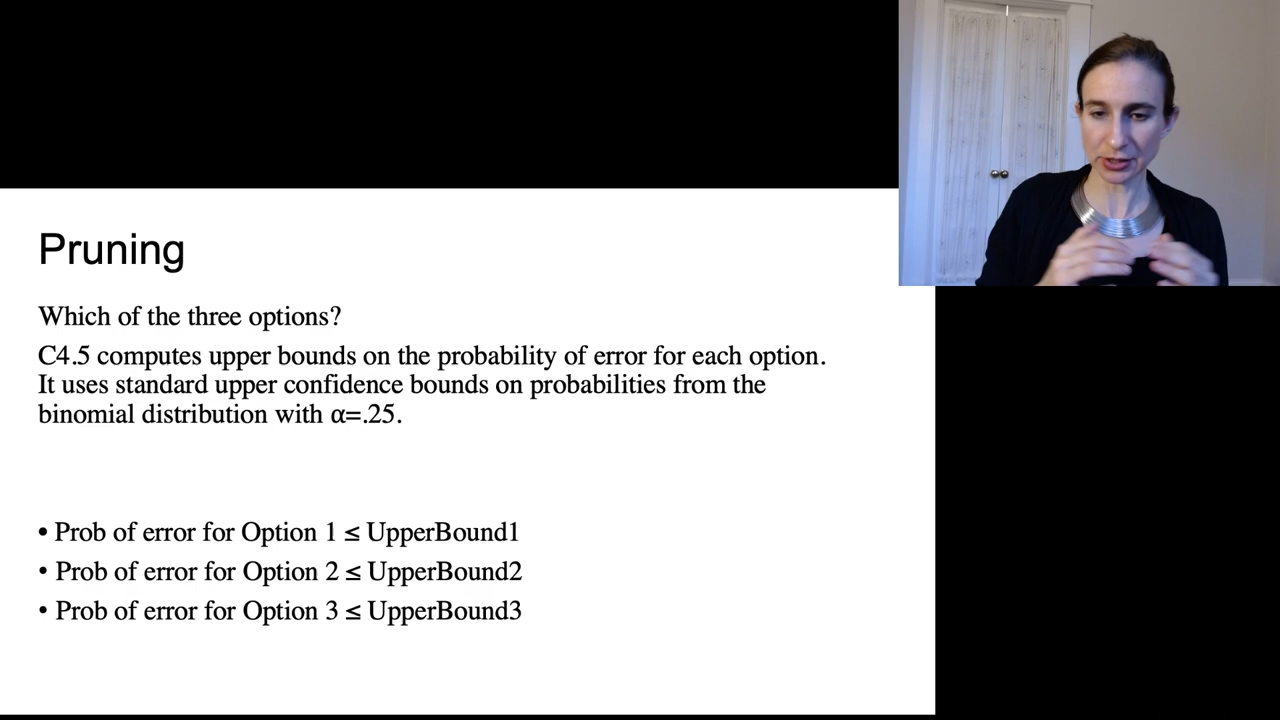 Pruning
Which of the three options?
C4.5 computes upper bounds on the probability of error for each option.
It uses standard upper confidence bounds on probabilities from the
binomial distribution with α=.25.
• Prob of error for Option 1 ≤ UpperBound1
• Prob of error for Option 2 ≤ UpperBound2
• Prob of error for Option 3 ≤ UpperBound3